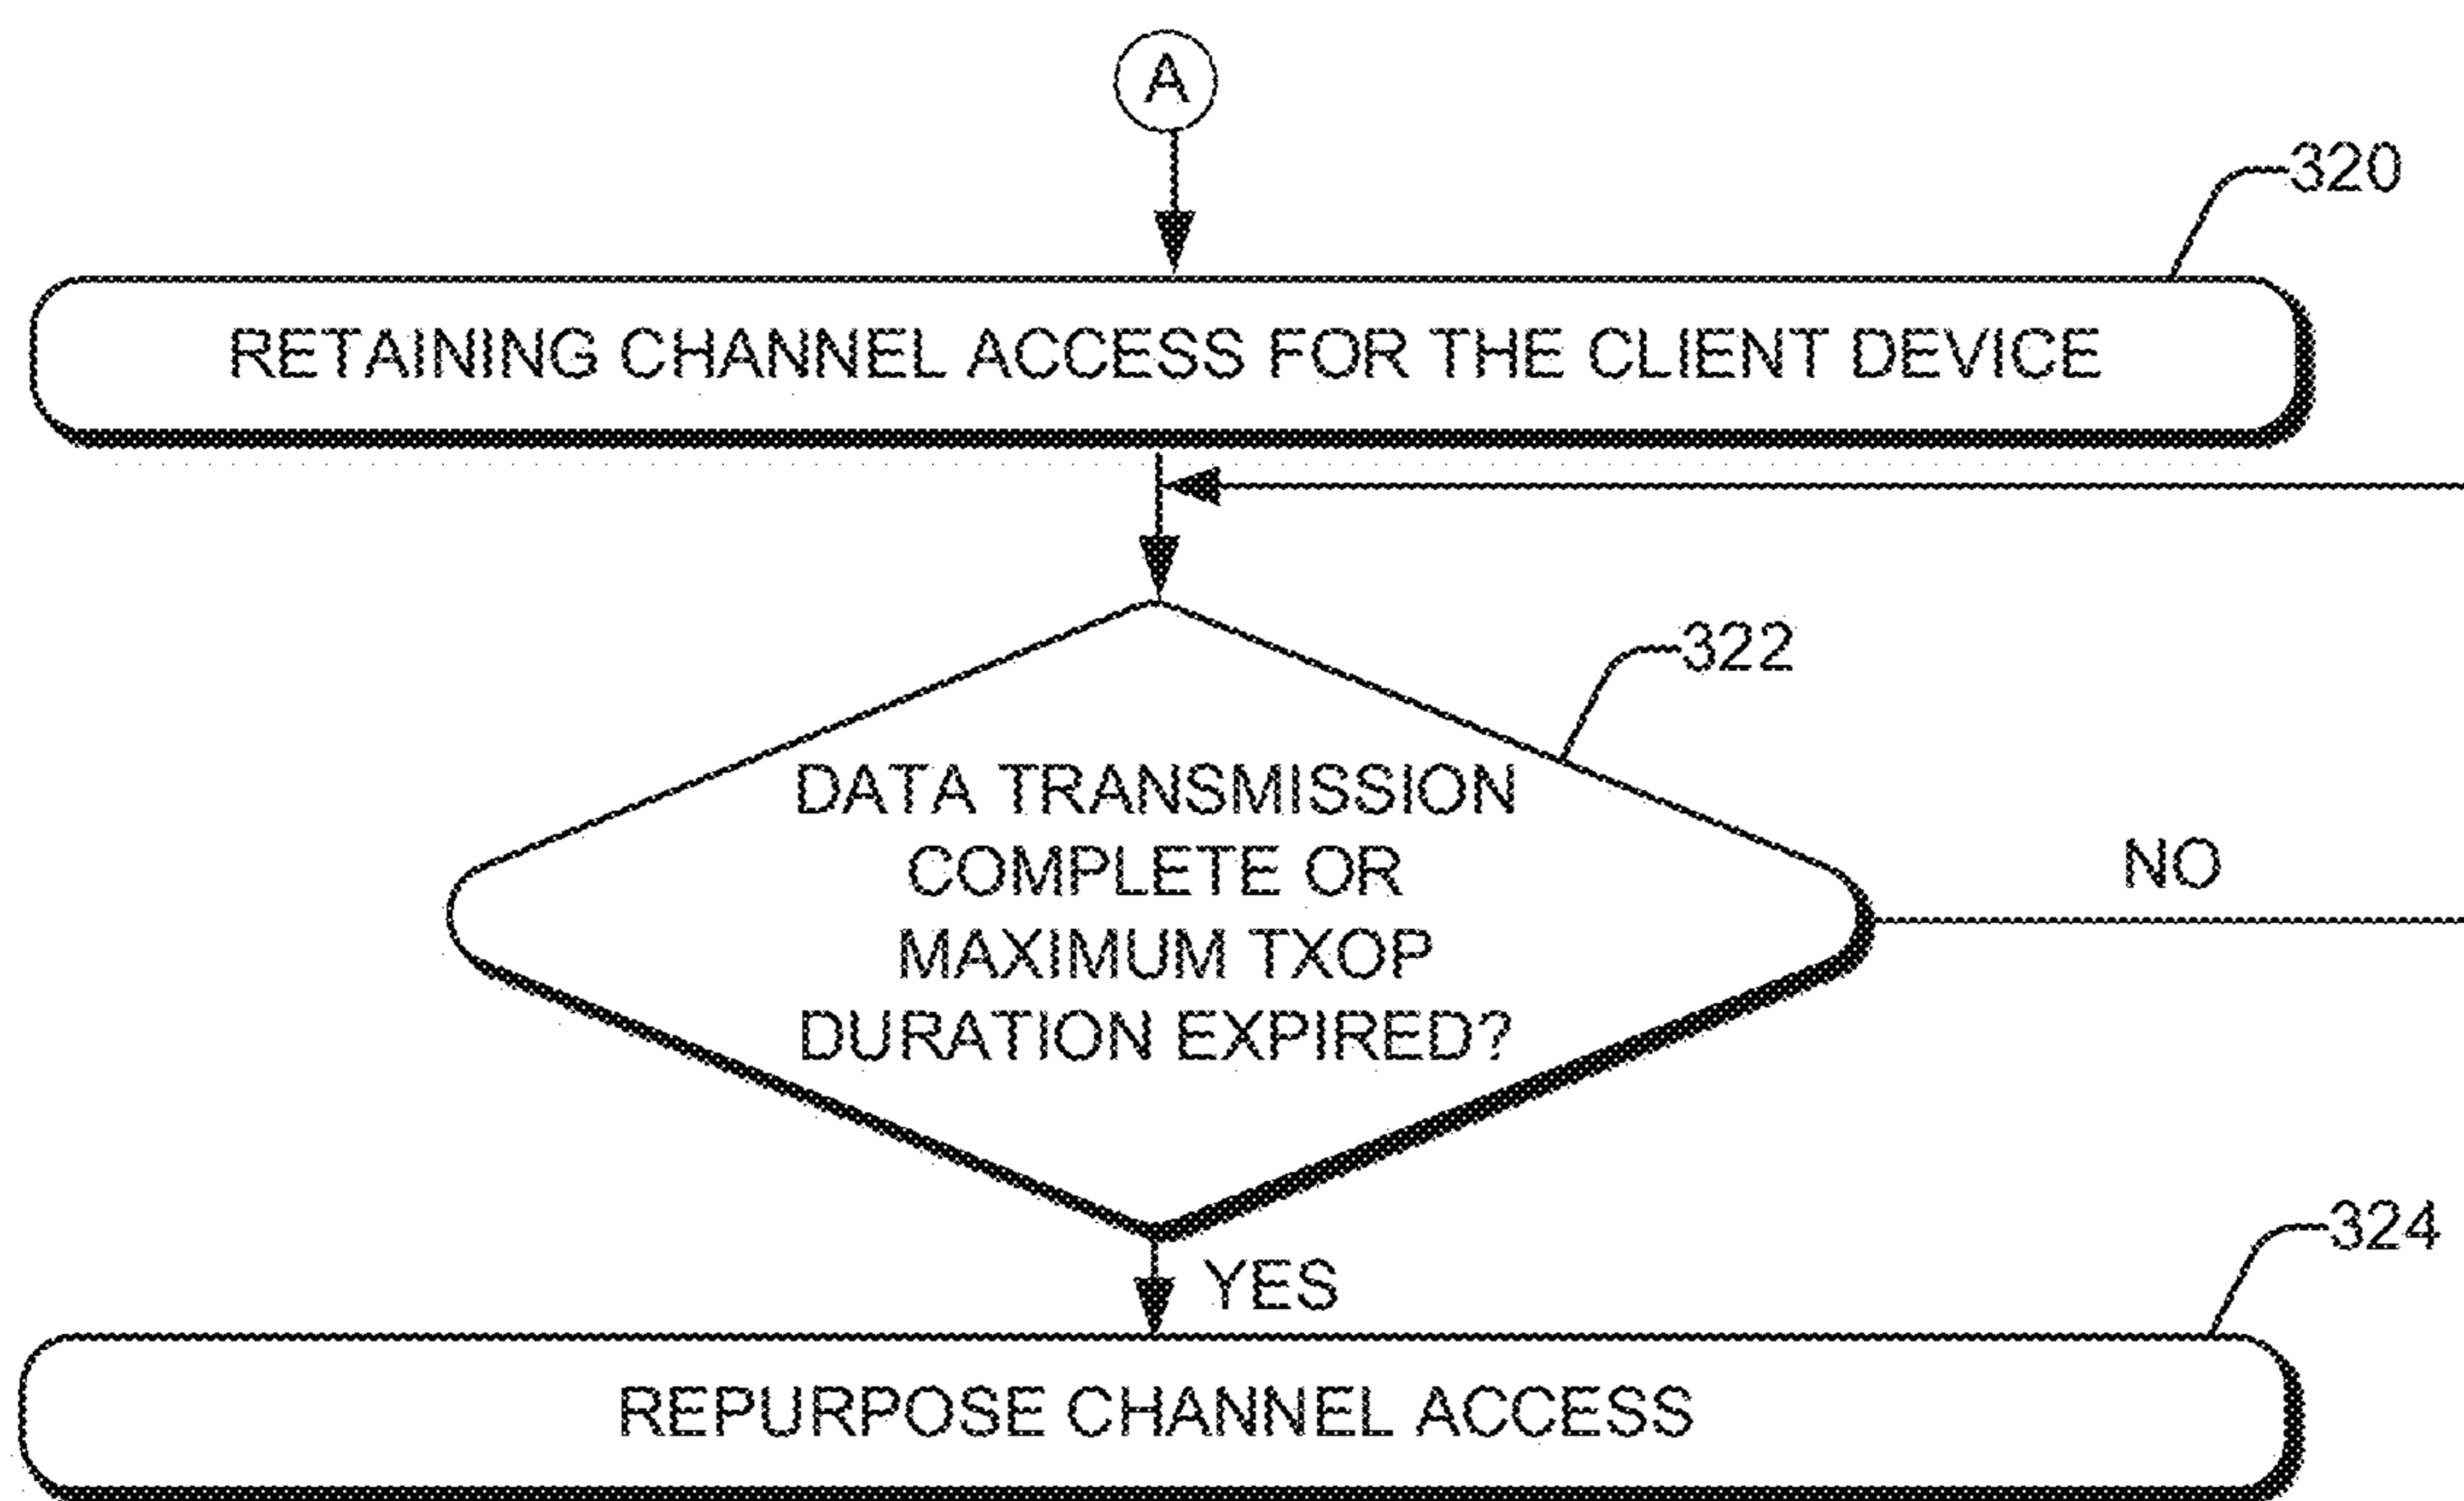 A
320
RETAINING CHANNEL ACCESS FOR THE CLIENT DEVICE
322
DATA TRANSMISSION
COMPLETE OR
MAXIMUM TXOP
DURATION EXPIRED?
NO
YES
324
REPURPOSE CHANNEL ACCESS